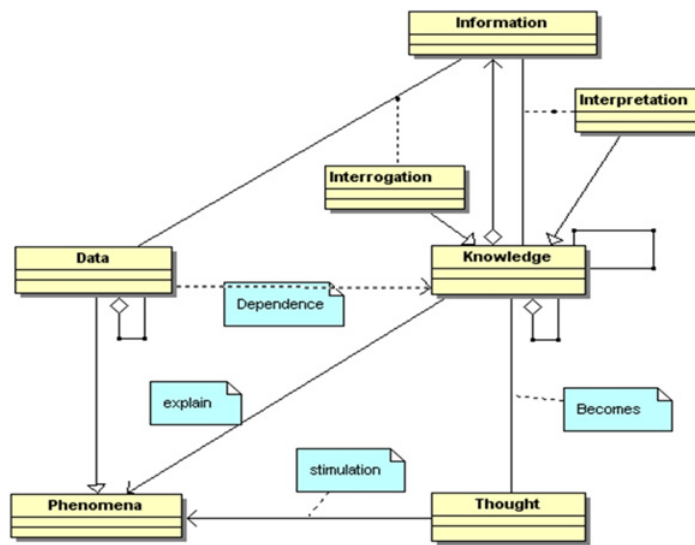 Information
Interpretation
Interrogation
Data
Knowledge
Dependence
explain
Becomes
stimulation
Phenomena
Thought